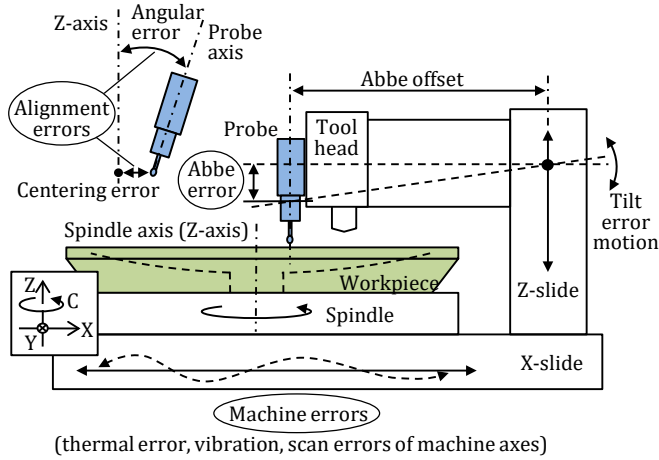 Z-axis
Angular
error
Probe
axis
Alignment
errors
Centering error
Abbe offset
Probe
Tool
head
Abbe
error
Tilt
error
motion
Spindle axis (Z-axis)
Workpiece
Z-slide
Z
C
X
Y
Spindle
X-slide
Machine errors
(thermal error, vibration, scan errors of machine axes)